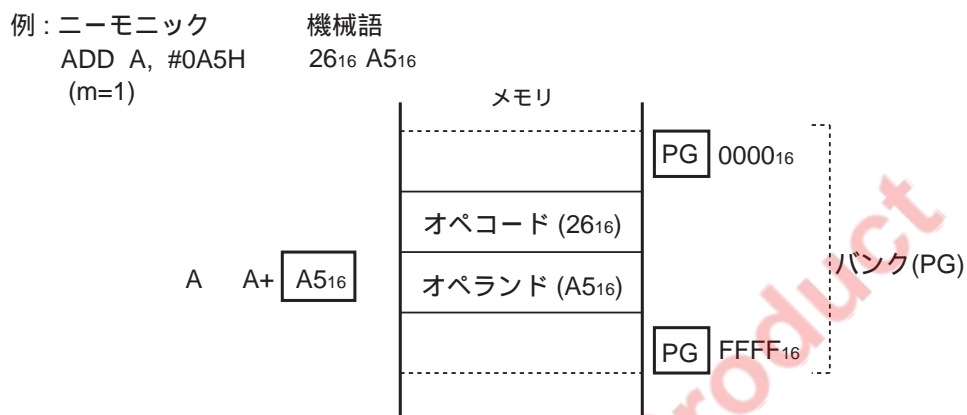 例 : ニーモニック 機械語
ADD A, #0A5H 2616 A516
(m=1)
メモリ
PG 000016
オペコード (2616)
A A+ A516 オペランド (A516)
バンク(PG)
PG FFFF16
roduct